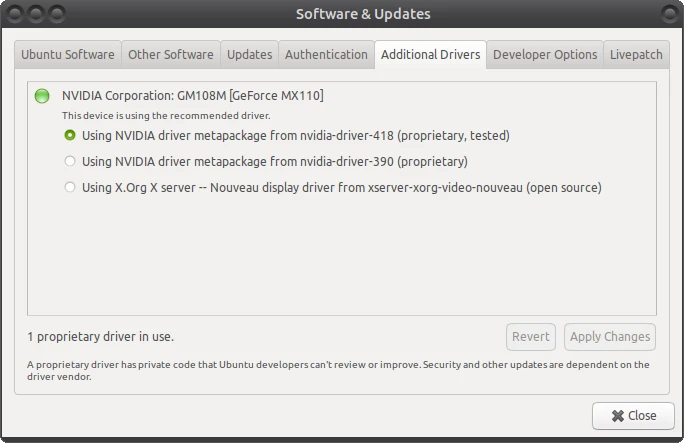 Software & Updates
Ubuntu Software
Other Software
Updates
Authentication
Additional Drivers
Developer Options
Livepatch
NVIDIA Corporation: GM108M [GeForce MX110]
This device is using the recommended driver.
Using NVIDIA driver metapackage from nvidia-driver-418 (proprietary, tested)
Using NVIDIA driver metapackage from nvidia-driver-390 (proprietary)
Using X.Org X server -- Nouveau display driver from xserver-xorg-video-nouveau (open source)
1 proprietary driver in use.
Revert
Apply Changes
A proprietary driver has private code that Ubuntu developers can't review or improve. Security and other updates are dependent on the
driver vendor.
Close